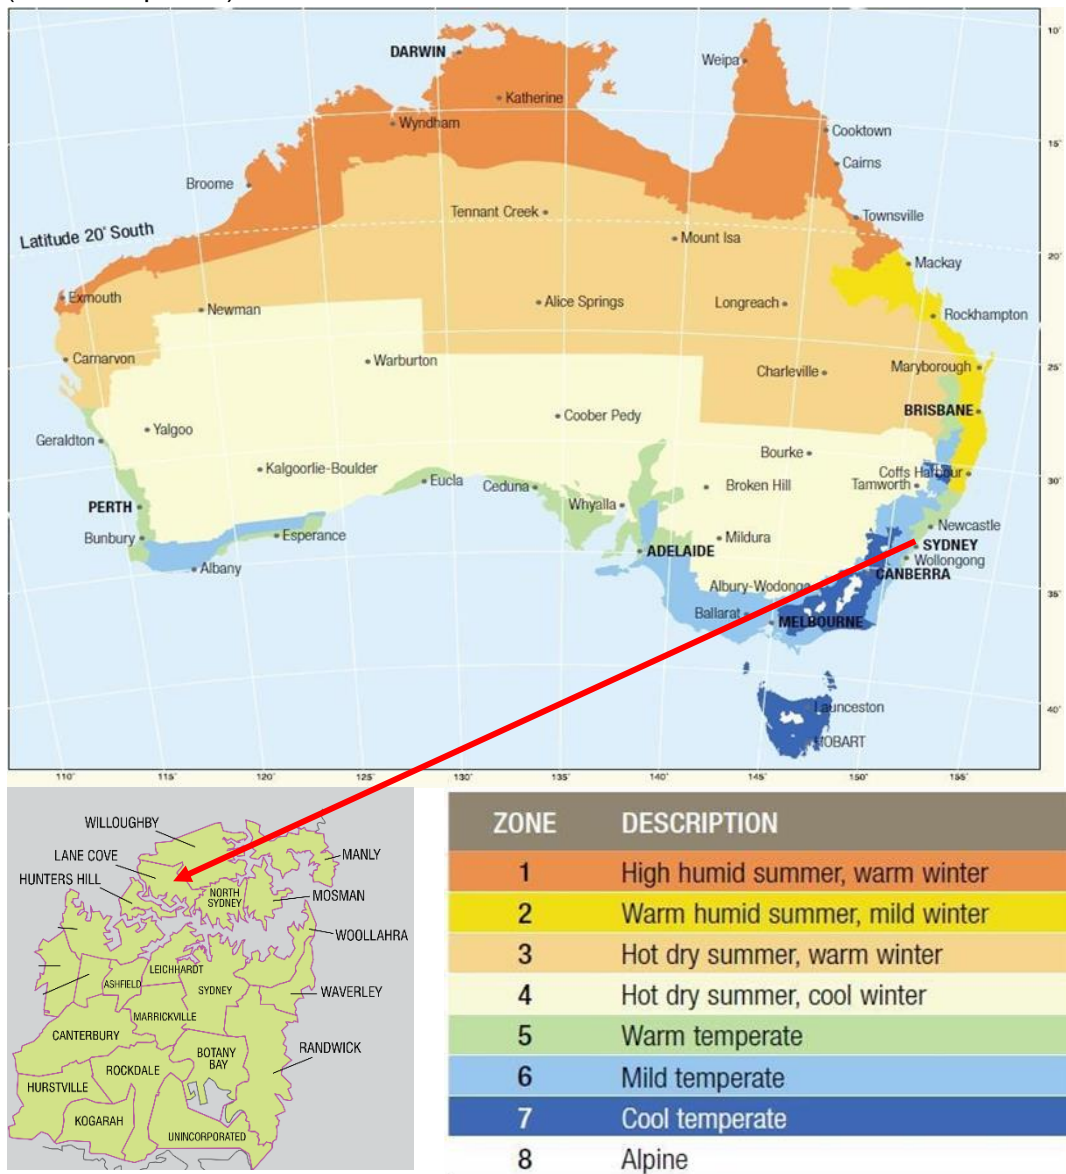 DARWIN
Weipa
10°
Katherine
Wyndham
Cooktown
15°
Cairns
Broome
Tennant Creek
Townsville
Latitude 20° South
Mount Isa
20°
Mackay
Exmouth
Newman
Alice Springs
Longreach
Rockhampton
Carnarvon
Warburton
Charleville
Maryborough
25°
Coober Pedy
BRISBANE
Geraldton
Yalgoo
Bourke
Kalgoorlie-Boulder
Coffs Harbour
Eucla
Ceduna
Broken Hill
Tamworth
30°
PERTH
Whyalla
Newcastle
Bunbury
Esperance
Mildura
SYDNEY
ADELAIDE
Wollongong
Albany
CANBERRA
Albury-Wodonga
35°
Ballarat
MELBOURNE
Launceston
40°
HOBART
110°
115°
120°
125°
130°
135°
140°
145°
150°
155°
WILLOUGHBY
LANE COVE
MANLY
HUNTERS HILL
NORTH
SYDNEY
MOSMAN
WOOLLAHRA
LEICHHARDT
ASHFIELD
SYDNEY
WAVERLEY
MARRICKVILLE
CANTERBURY
RANDWICK
BOTANY
BAY
ROCKDALE
HURSTVILLE
KOGARAH
UNINCORPORATED
ZONE DESCRIPTION
1 High humid summer, warm winter
2 Warm humid summer, mild winter
3 Hot dry summer, warm winter
4 Hot dry summer, cool winter
5 Warm temperate
6 Mild temperate
7 Cool temperate
8 Alpine